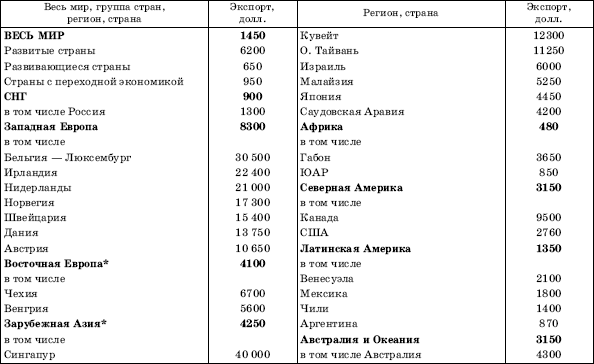 Весь мир, группа стран, регион, страна Экспорт, долл.
ВЕСЬ МИР 1450
Развитые страны 6200
Развивающиеся страны 650
Страны с переходной экономикой 950
СНГ 900
в том числе Россия 1300
Западная Европа 8300
в том числе
Бельгия — Люксембург 30 500
Ирландия 22 400
Нидерланды 21 000
Норвегия 17 300
Швейцария 15 400
Дания 13 750
Австрия 10 650
Восточная Европа* 4100
в том числе
Чехия 6700
Венгрия 5600
Зарубежная Азия* 4250
в том числе
Сингапур 40 000
Регион, страна Экспорт, долл.
Кувейт 12300
О. Тайвань 11250
Израиль 6000
Малайзия 5250
Япония 4450
Саудовская Аравия 4200
Африка 480
в том числе
Габон 3650
ЮАР 850
Северная Америка 3150
в том числе
Канада 9500
США 2760
Латинская Америка 1350
в том числе
Венесуэла 2100
Мексика 1800
Чили 1400
Аргентина 870
Австралия и Океания 3150
в том числе Австралия 4300